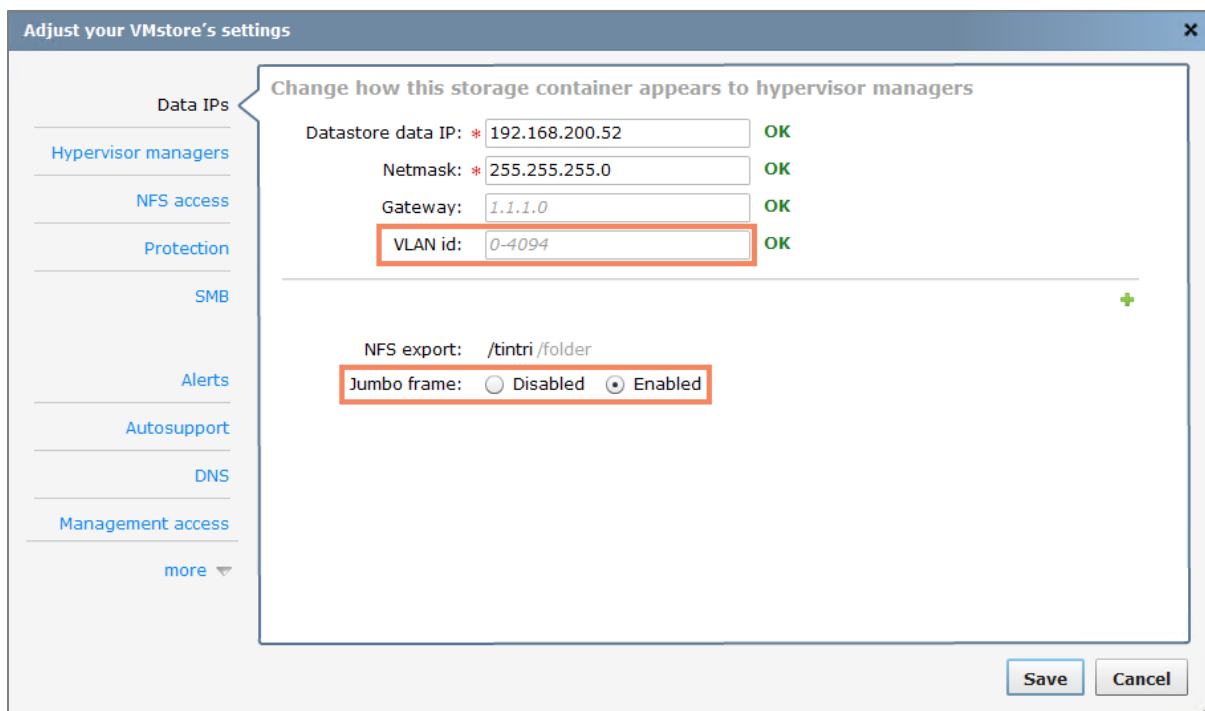 Adjust your VMstore's settings
Data IPs
Hypervisor managers
NFS access
Protection
SMB
Alerts
Autosupport
DNS
Management access
more
Change how this storage container appears to hypervisor managers
Datastore data IP: * 192.168.200.52 OK
Netmask: * 255.255.255.0 OK
Gateway: 1.1.1.0 OK
VLAN id: 0-4094 OK
NFS export: /tintri /folder
Jumbo frame: Disabled Enabled
Save Cancel